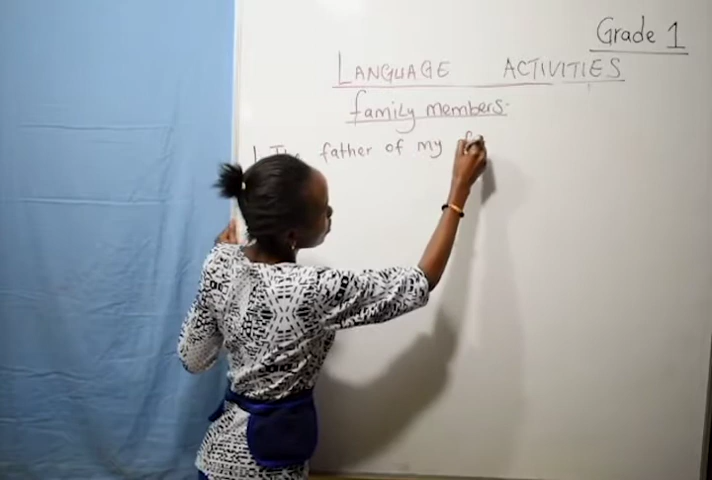 Grade 1
LANGUAGE ACTIVITIES
family members:
1. The father of my